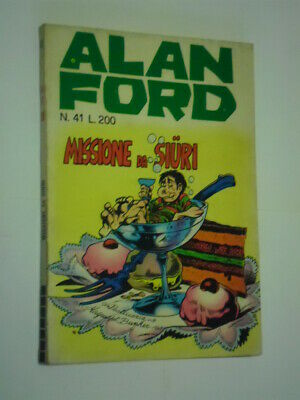 ALAN
FORD
N. 41 L. 200
MISSIONE DA SIÜRI